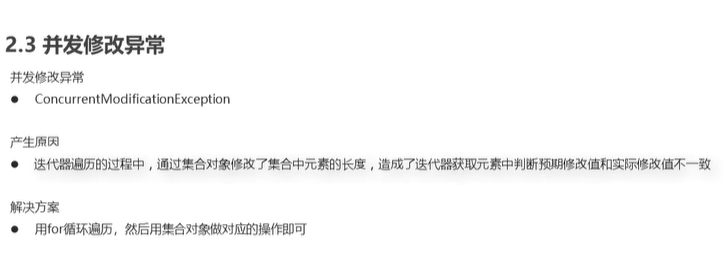 2.3 并发修改异常
并发修改异常
● ConcurrentModificationException
产生原因
● 迭代器遍历的过程中，通过集合对象修改了集合中元素的长度，造成了迭代器获取元素中判断预期修改值和实际修改值不一致
解决方案
● 用for循环遍历，然后用集合对象做对应的操作即可